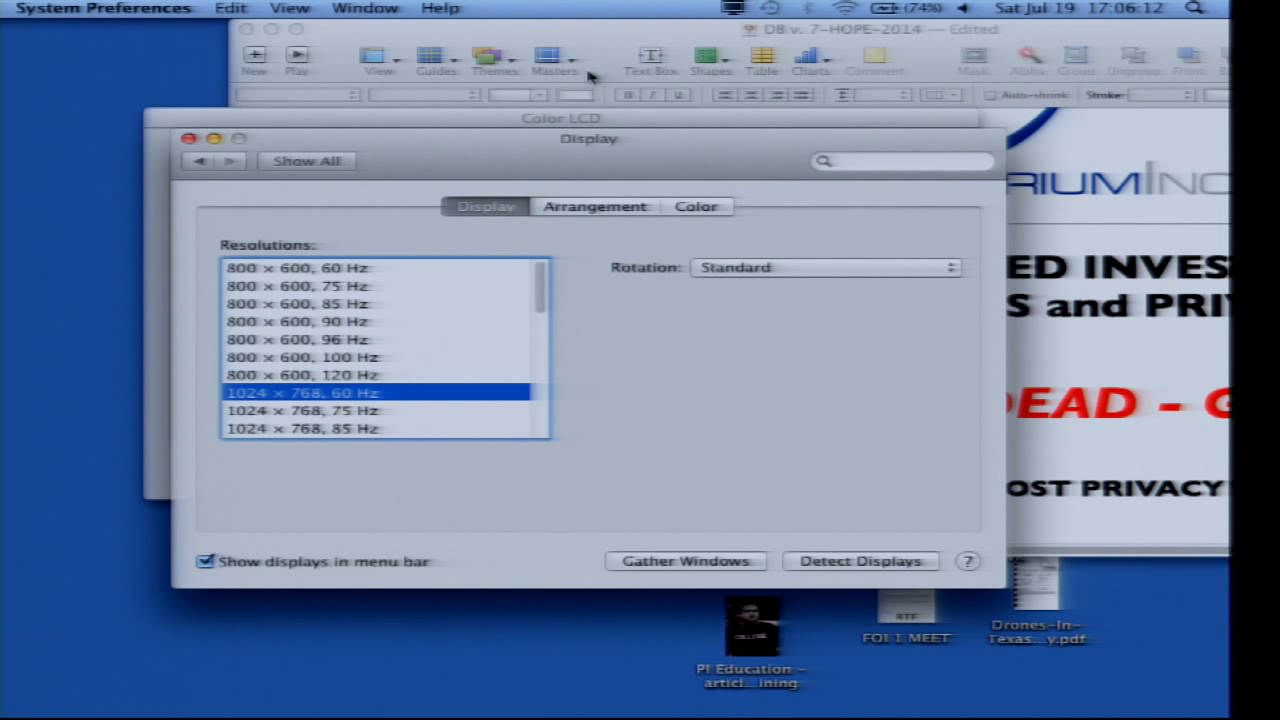 System Preferences Edit View Window Help (74%) Sat Jul 19 17:06:12
DB v. 7-HOPE-2014 — Edited
New Play View Guides Themes Masters Text Box Shapes Table Charts Comment Mask Alpha Group Ungroup Front
B I U Auto-shrink Stroke:
Color LCD
Display
Show All
RIUMINC
Display Arrangement Color
Resolutions:
Rotation: Standard
800 × 600, 60 Hz
800 × 600, 75 Hz
800 × 600, 85 Hz
800 × 600, 90 Hz
800 × 600, 96 Hz
800 × 600, 100 Hz
800 × 600, 120 Hz
1024 × 768, 60 Hz
1024 × 768, 75 Hz
1024 × 768, 85 Hz
ED INVES
S and PRI
DEAD - G
OST PRIVACY
Show displays in menu bar
Gather Windows Detect Displays ?
RTF
COLLEGE
FOI 1 MEET
Drones-In-
Texas...y.pdf
PI Education -
articl...ining